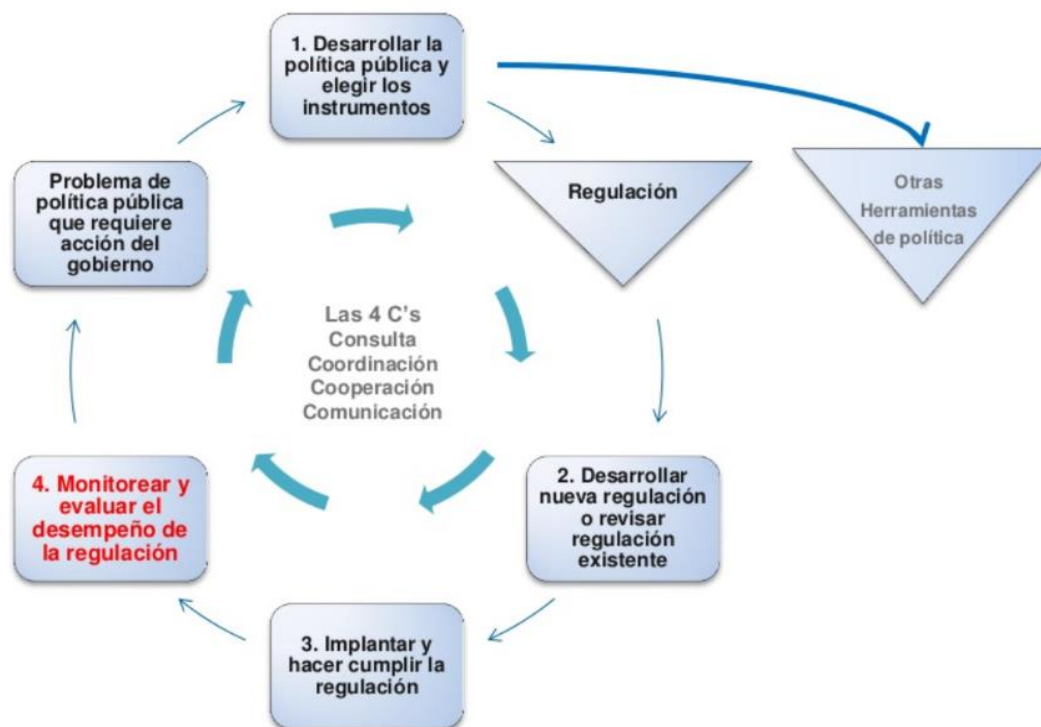 1. Desarrollar la
política pública y
elegir los
instrumentos
Problema de
política pública
que requiere
acción del
gobierno
Regulación
Otras
Herramientas
de política
Las 4 C's
Consulta
Coordinación
Cooperación
Comunicación
4. Monitorear y
evaluar el
desempeño de
la regulación
2. Desarrollar
nueva regulación
o revisar
regulación
existente
3. Implantar y
hacer cumplir la
regulación